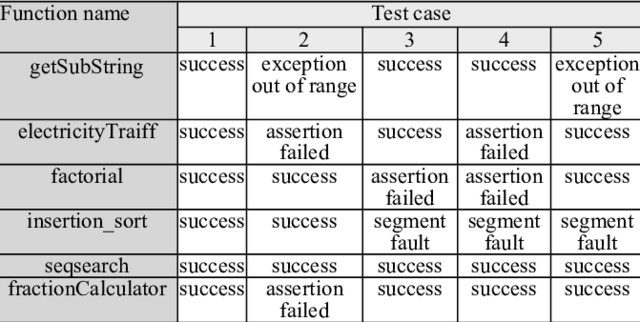 Function name Test case
1 2 3 4 5
getSubString success exception success success exception
out of range out of
range
electricityTraiff success assertion success assertion success
failed failed
factorial success success assertion assertion success
failed failed
insertion_sort success success segment segment segment
fault fault fault
seqsearch success success success success success
fractionCalculator success assertion success success success
failed